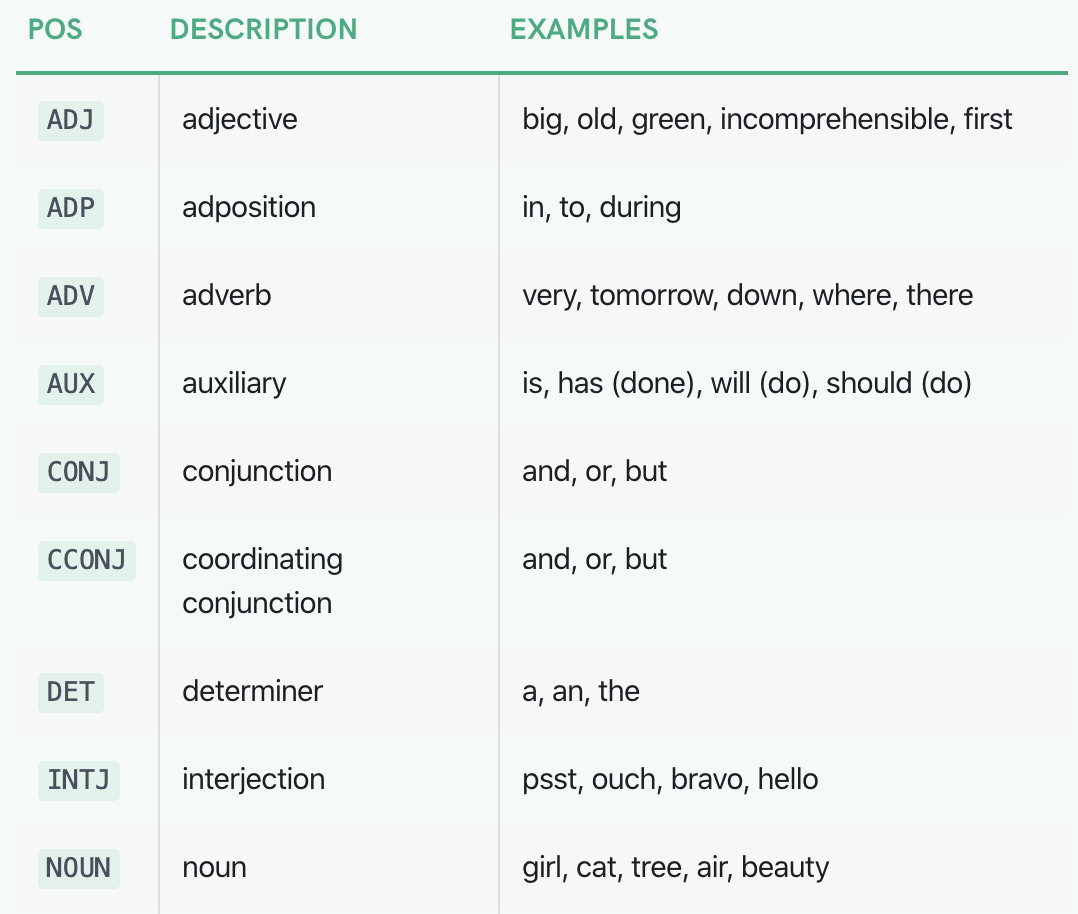 POS DESCRIPTION EXAMPLES
ADJ adjective big, old, green, incomprehensible, first
ADP adposition in, to, during
ADV adverb very, tomorrow, down, where, there
AUX auxiliary is, has (done), will (do), should (do)
CONJ conjunction and, or, but
CCONJ coordinating and, or, but
conjunction
DET determiner a, an, the
INTJ interjection psst, ouch, bravo, hello
NOUN noun girl, cat, tree, air, beauty